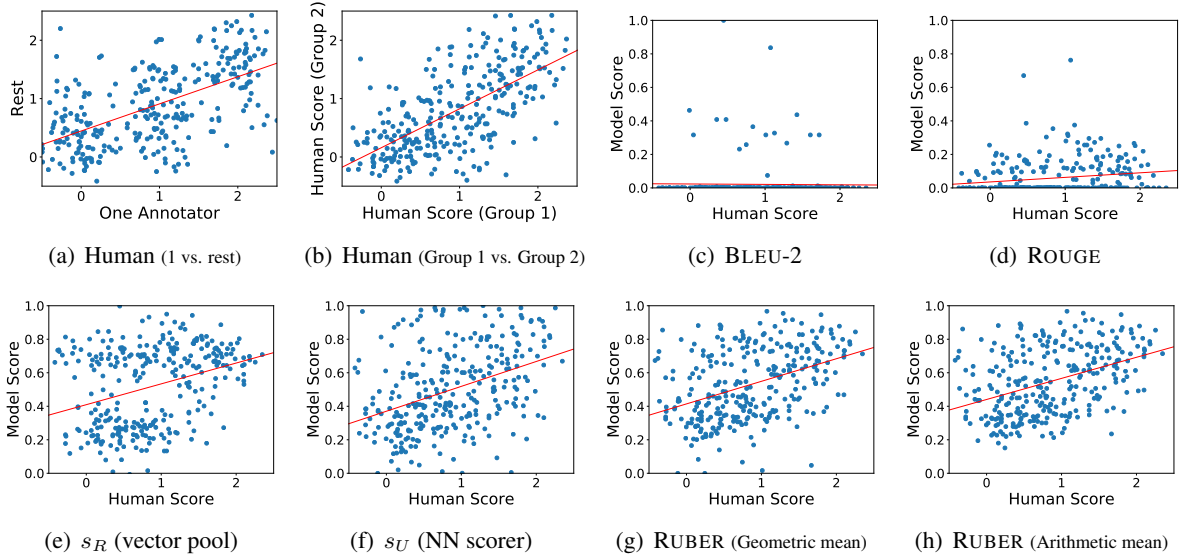 Rest
2
1
0
0
1
2
One Annotator
(a) Human (1 vs. rest)
Human Score (Group 2)
2
1
0
0
1
2
Human Score (Group 1)
(b) Human (Group 1 vs. Group 2)
Model Score
1.0
0.8
0.6
0.4
0.2
0.0
0
1
2
Human Score
(c) BLEU-2
Model Score
1.0
0.8
0.6
0.4
0.2
0.0
0
1
2
Human Score
(d) ROUGE
Model Score
1.0
0.8
0.6
0.4
0.2
0.0
0
1
2
Human Score
(e) s_R (vector pool)
Model Score
1.0
0.8
0.6
0.4
0.2
0.0
0
1
2
Human Score
(f) s_U (NN scorer)
Model Score
1.0
0.8
0.6
0.4
0.2
0.0
0
1
2
Human Score
(g) RUBER (Geometric mean)
Model Score
1.0
0.8
0.6
0.4
0.2
0.0
0
1
2
Human Score
(h) RUBER (Arithmetic mean)